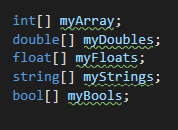 int[] myArray;
double[] myDoubles;
float[] myFloats;
string[] myStrings;
bool[] myBools;